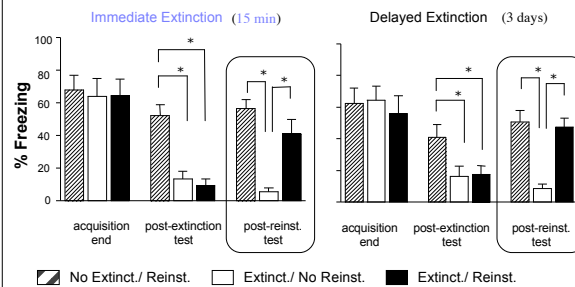 Immediate Extinction (15 min)
Delayed Extinction (3 days)
% Freezing
100
80
60
40
20
0
* * * *
* * * *
acquisition end
post-extinction test
post-reinst. test
acquisition end
post-extinction test
post-reinst. test
No Extinct./ Reinst.
Extinct./ No Reinst.
Extinct./ Reinst.